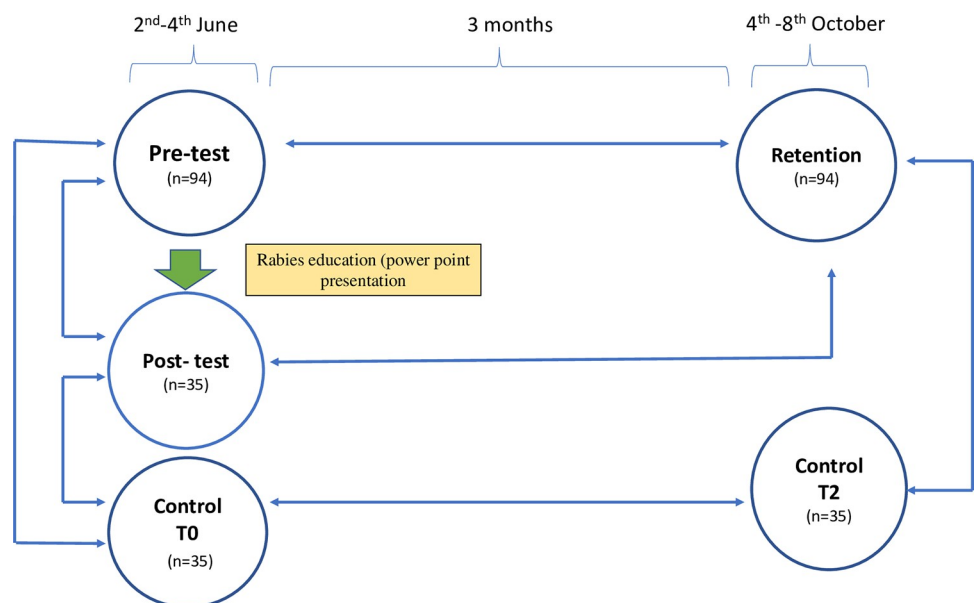 2nd-4th June
3 months
4th -8th October
Pre-test
(n=94)
Retention
(n=94)
Rabies education (power point
presentation
Post- test
(n=35)
Control
T0
(n=35)
Control
T2
(n=35)